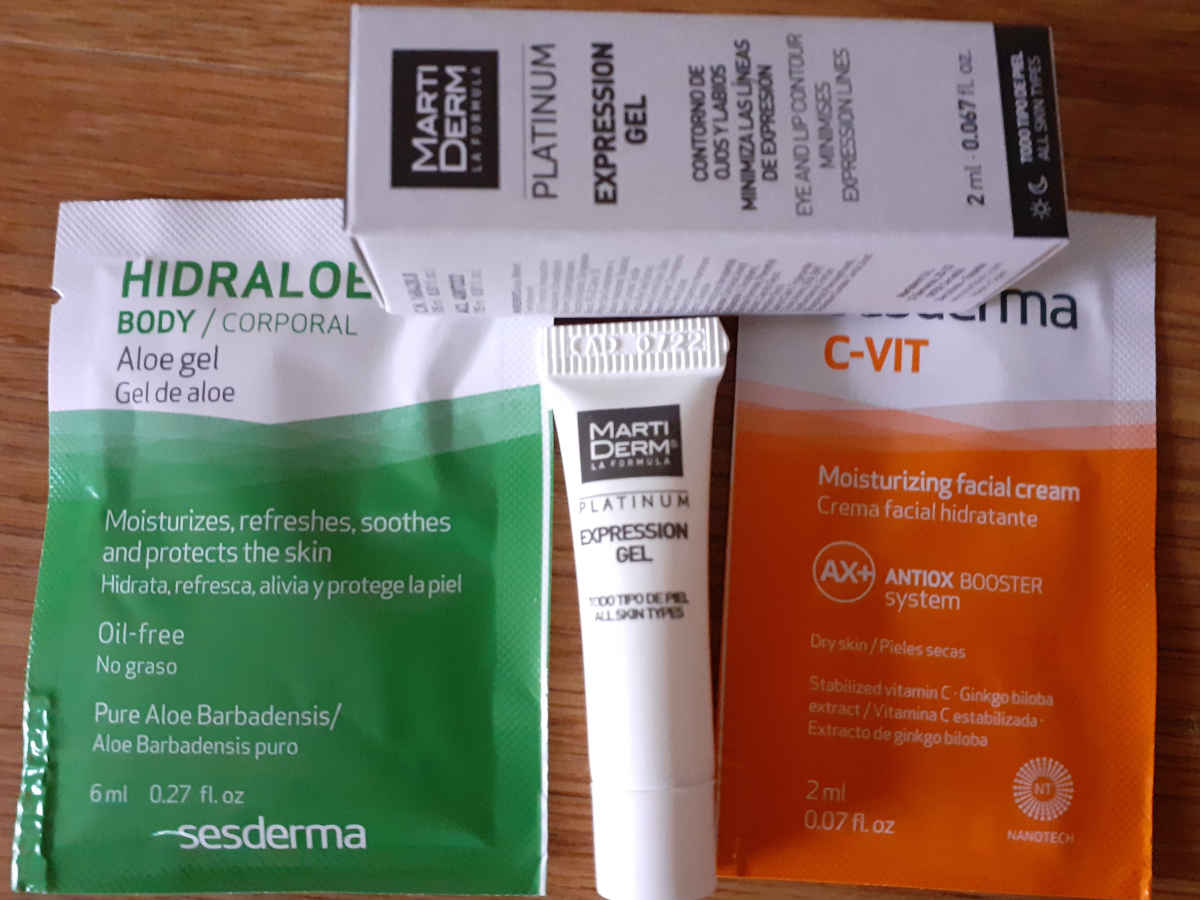 MARTI
DERM
LA FORMULA
PLATINUM
EXPRESSION
GEL
CONTORNO DE
OJOS Y LABIOS
MINIMIZA LAS LÍNEAS
DE EXPRESIÓN
EYE AND LIP CONTOUR
MINIMISES
EXPRESSION LINES
2 ml · 0.067 fl. oz.
TODO TIPO DE PIEL
ALL SKIN TYPES
HIDRALOE
BODY / CORPORAL
Aloe gel
Gel de aloe
Moisturizes, refreshes, soothes
and protects the skin
Hidrata, refresca, alivia y protege la piel
Oil-free
No graso
Pure Aloe Barbadensis/
Aloe Barbadensis puro
6 ml 0.27 fl. oz
sesderma
CAD 0722
MARTI
DERM®
LA FORMULA
PLATINUM
EXPRESSION
GEL
TODO TIPO DE PIEL
ALL SKIN TYPES
sesderma
C-VIT
Moisturizing facial cream
Crema facial hidratante
AX+ ANTIOX BOOSTER
system
Dry skin / Pieles secas
Stabilized vitamin C · Ginkgo biloba
extract / Vitamina C estabilizada ·
Extracto de ginkgo biloba
2 ml
0.07 fl. oz
NT
NANOTECH